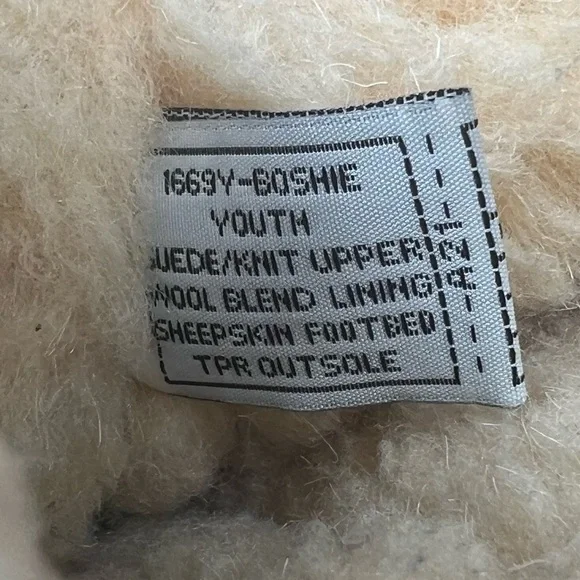 1669Y-BOSHIE
YOUTH
SUEDE/KNIT UPPER
WOOL BLEND LINING
SHEEPSKIN FOOTBED
TPR OUTSOLE